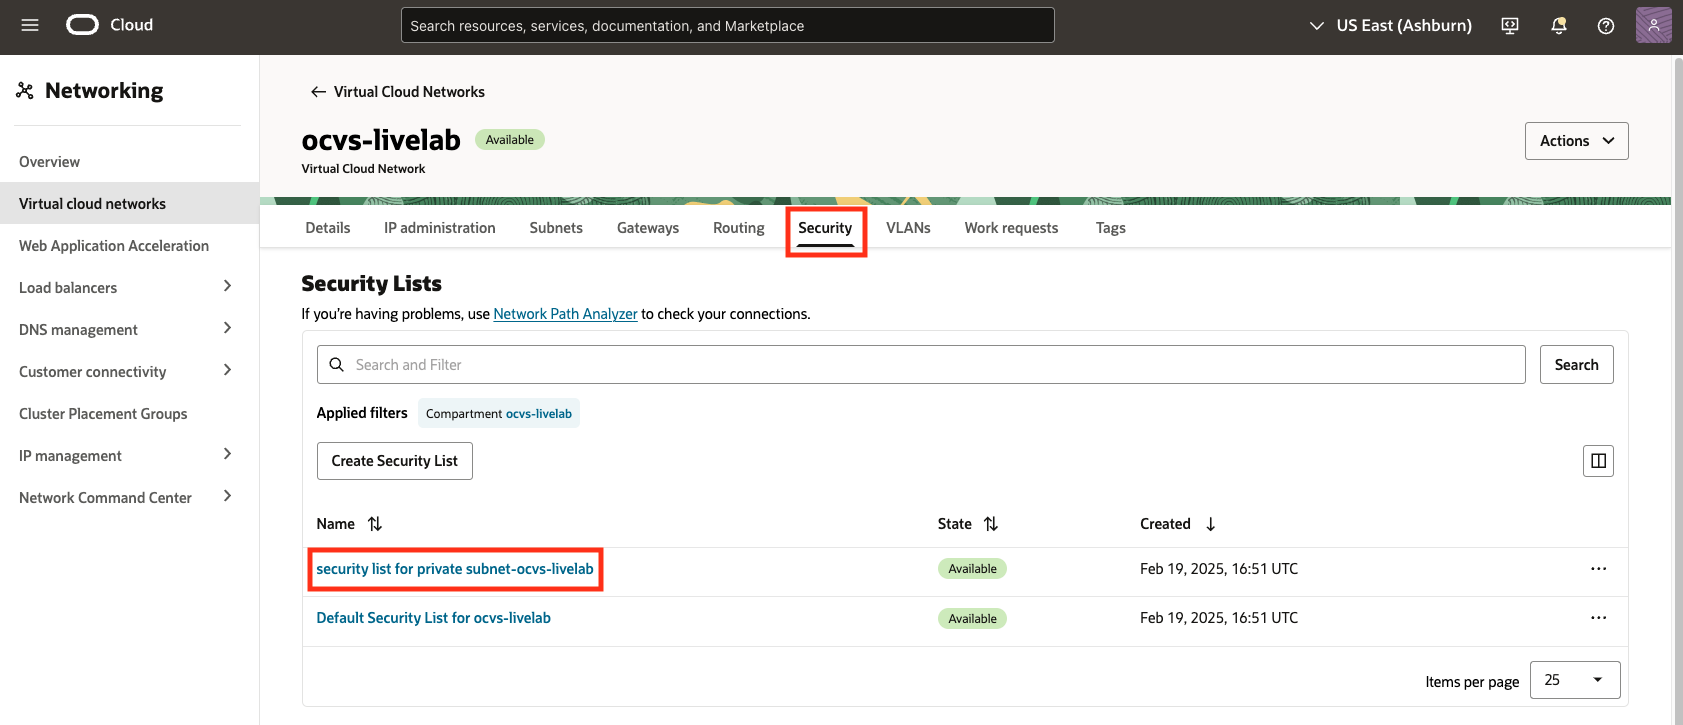 Cloud
Search resources, services, documentation, and Marketplace
US East (Ashburn)
Networking
Overview
Virtual cloud networks
Web Application Acceleration
Load balancers
DNS management
Customer connectivity
Cluster Placement Groups
IP management
Network Command Center
Virtual Cloud Networks
ocvs-livelab Available
Virtual Cloud Network
Actions
Details IP administration Subnets Gateways Routing Security VLANs Work requests Tags
Security Lists
If you're having problems, use Network Path Analyzer to check your connections.
Search and Filter
Search
Applied filters Compartment ocvs-livelab
Create Security List
Name State Created
security list for private subnet-ocvs-livelab Available Feb 19, 2025, 16:51 UTC
Default Security List for ocvs-livelab Available Feb 19, 2025, 16:51 UTC
Items per page 25